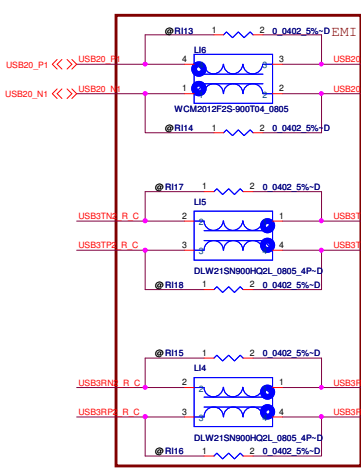 @RI13 1 2 0_0402_5%~D EMI
LI6
USB20_P1 USB20_P1 4 3 USB20
USB20_N1 USB20_N1 1 2 USB20
WCM2012F2S-900T04_0805
@RI14 1 2 0_0402_5%~D
@RI17 1 2 0_0402_5%~D
LI5
USB3TN2_R_C 2 1 USB3T
USB3TP2_R_C 3 4 USB3T
DLW21SN900HQ2L_0805_4P~D
@RI18 1 2 0_0402_5%~D
@RI15 1 2 0_0402_5%~D
LI4
USB3RN2_R_C 2 1 USB3R
USB3RP2_R_C 3 4 USB3R
DLW21SN900HQ2L_0805_4P~D
@RI16 1 2 0_0402_5%~D